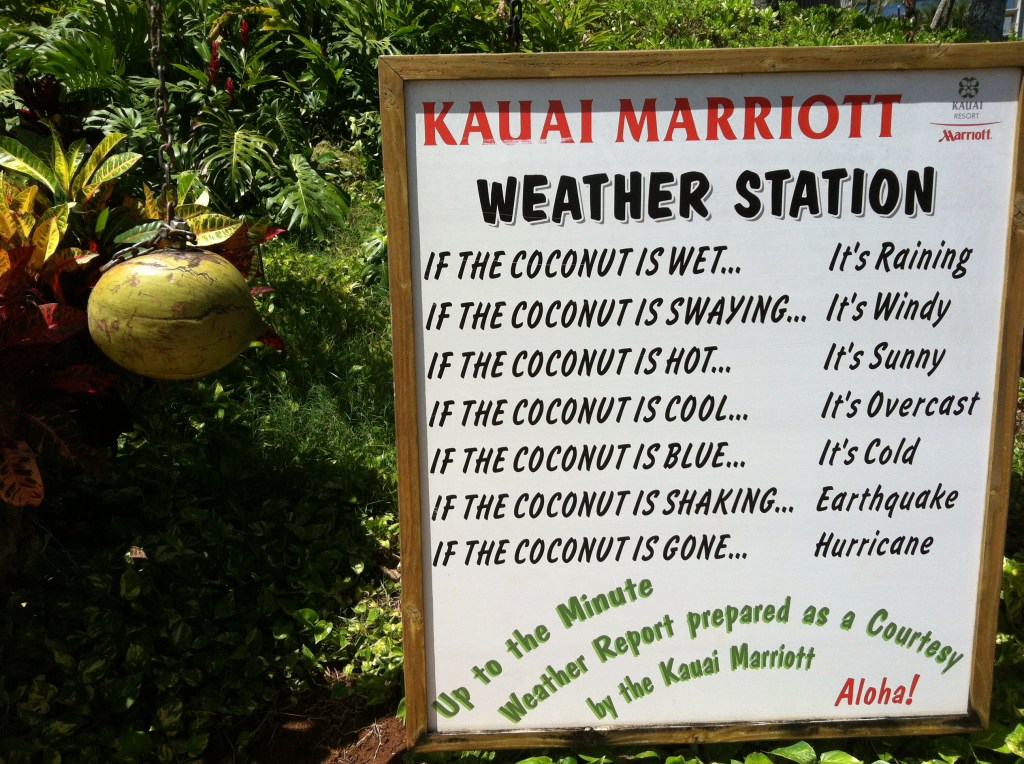 KAUAI MARRIOTT
KAUAI
RESORT
Marriott
WEATHER STATION
IF THE COCONUT IS WET... It's Raining
IF THE COCONUT IS SWAYING... It's Windy
IF THE COCONUT IS HOT... It's Sunny
IF THE COCONUT IS COOL... It's Overcast
IF THE COCONUT IS BLUE... It's Cold
IF THE COCONUT IS SHAKING... Earthquake
IF THE COCONUT IS GONE... Hurricane
Up to the Minute
Weather Report prepared as a Courtesy
by the Kauai Marriott
Aloha!